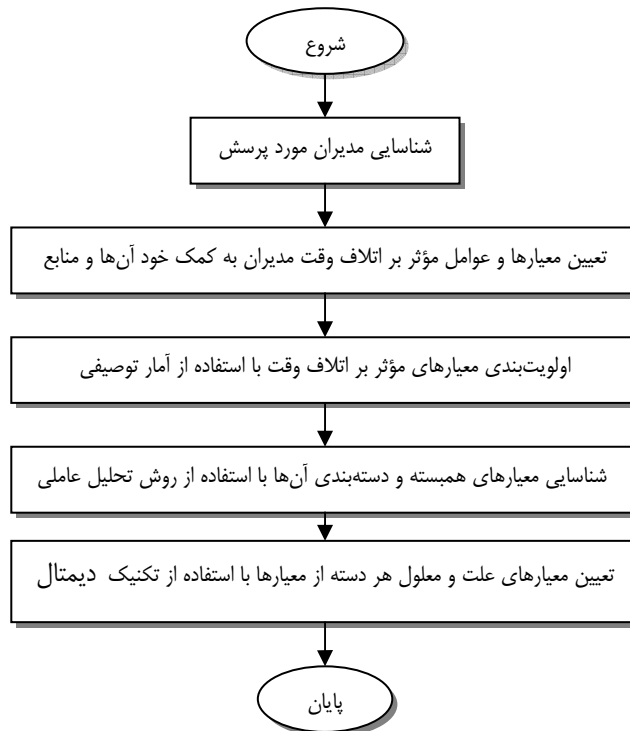 شروع
شناسایی مدیران مورد پرسش
تعیین معیارها و عوامل مؤثر بر اتلاف وقت مدیران به کمک خود آن‌ها و منابع
اولویت‌بندی معیارهای مؤثر بر اتلاف وقت با استفاده از آمار توصیفی
شناسایی معیارهای همبسته و دسته‌بندی آن‌ها با استفاده از روش تحلیل عاملی
تعیین معیارهای علت و معلول هر دسته از معیارها با استفاده از تکنیک دیمتال
پایان